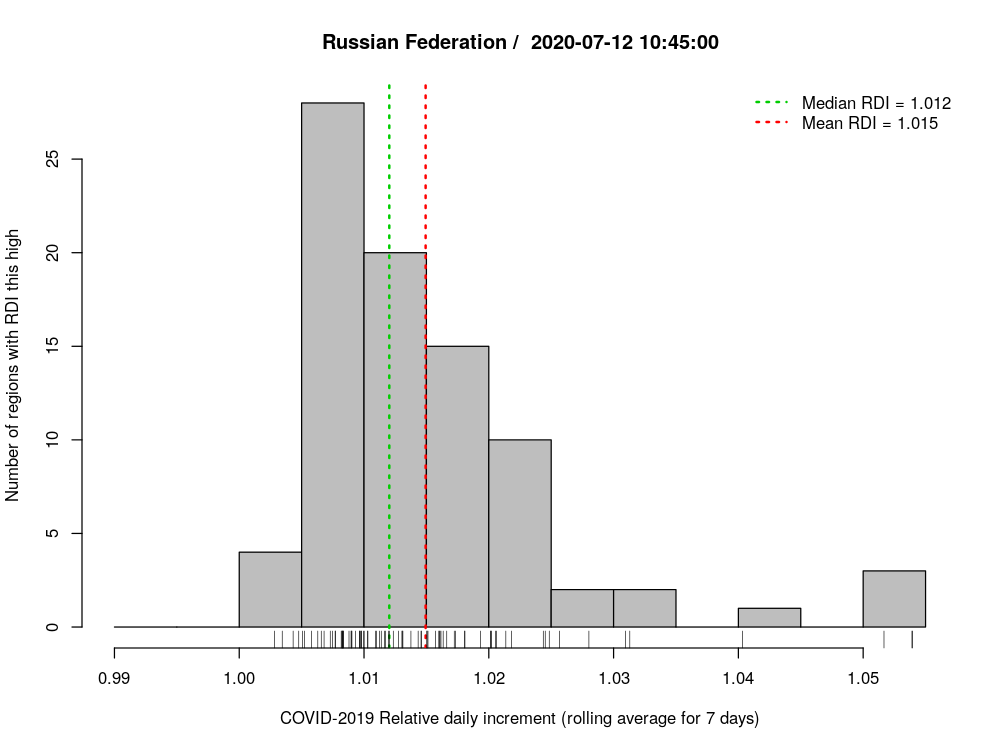 Russian Federation /  2020-07-12 10:45:00
Median RDI = 1.012
Mean RDI = 1.015
Number of regions with RDI this high
25
20
15
10
5
0
0.99 1.00 1.01 1.02 1.03 1.04 1.05
COVID-2019 Relative daily increment (rolling average for 7 days)